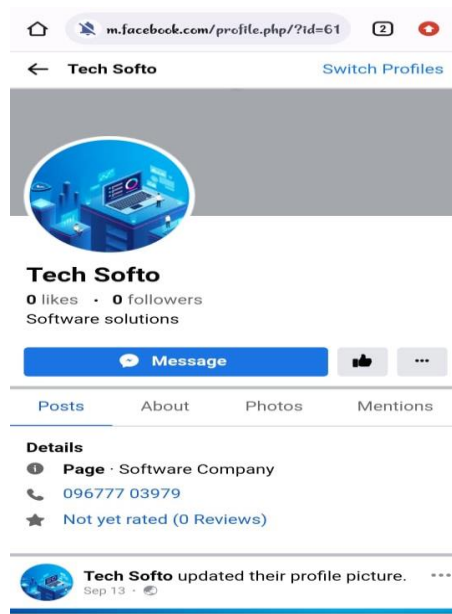 m.facebook.com/profile.php/?id=61
2
Tech Softo
Switch Profiles
Tech Softo
0 likes · 0 followers
Software solutions
Message
Posts
About
Photos
Mentions
Details
Page · Software Company
096777 03979
Not yet rated (0 Reviews)
Tech Softo updated their profile picture.
Sep 13 ·